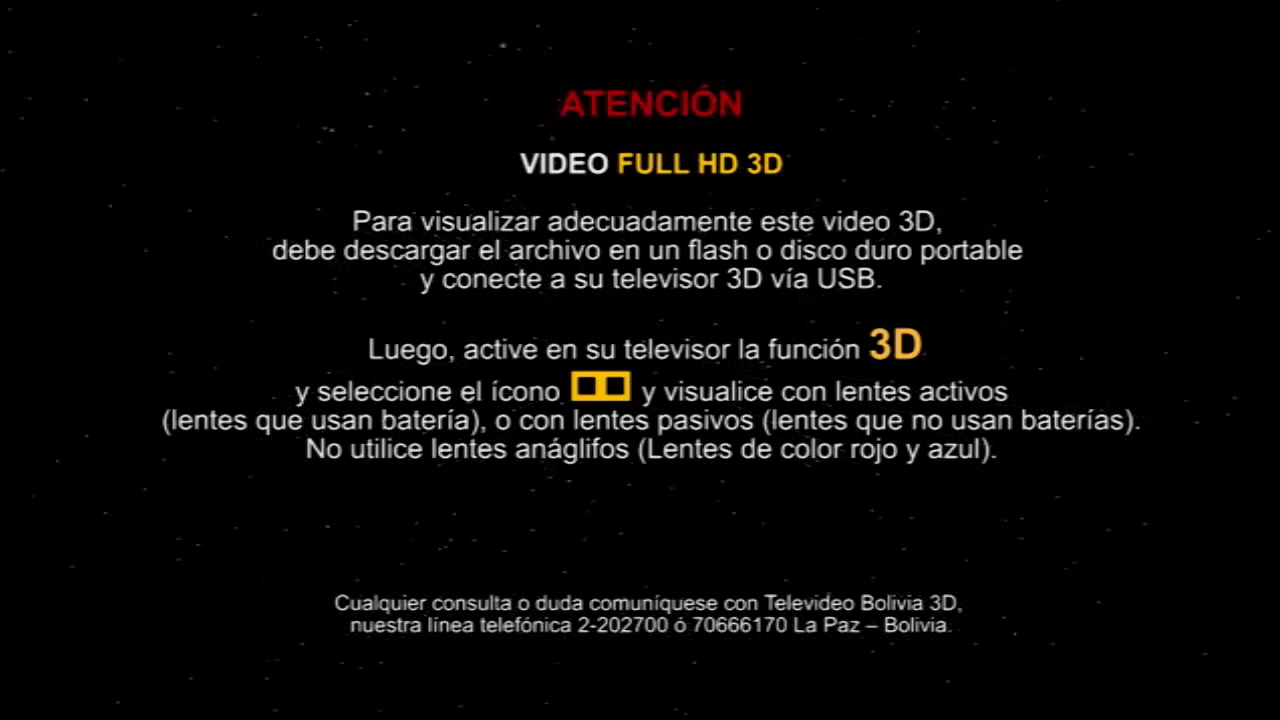 ATENCIÓN
VIDEO FULL HD 3D
Para visualizar adecuadamente este video 3D,
debe descargar el archivo en un flash o disco duro portable
y conecte a su televisor 3D vía USB.
Luego, active en su televisor la función 3D
y seleccione el ícono y visualice con lentes activos
(lentes que usan batería), o con lentes pasivos (lentes que no usan baterías).
No utilice lentes anáglifos (Lentes de color rojo y azul).
Cualquier consulta o duda comuníquese con Televideo Bolivia 3D,
nuestra línea telefónica 2-202700 ó 70666170 La Paz – Bolivia.